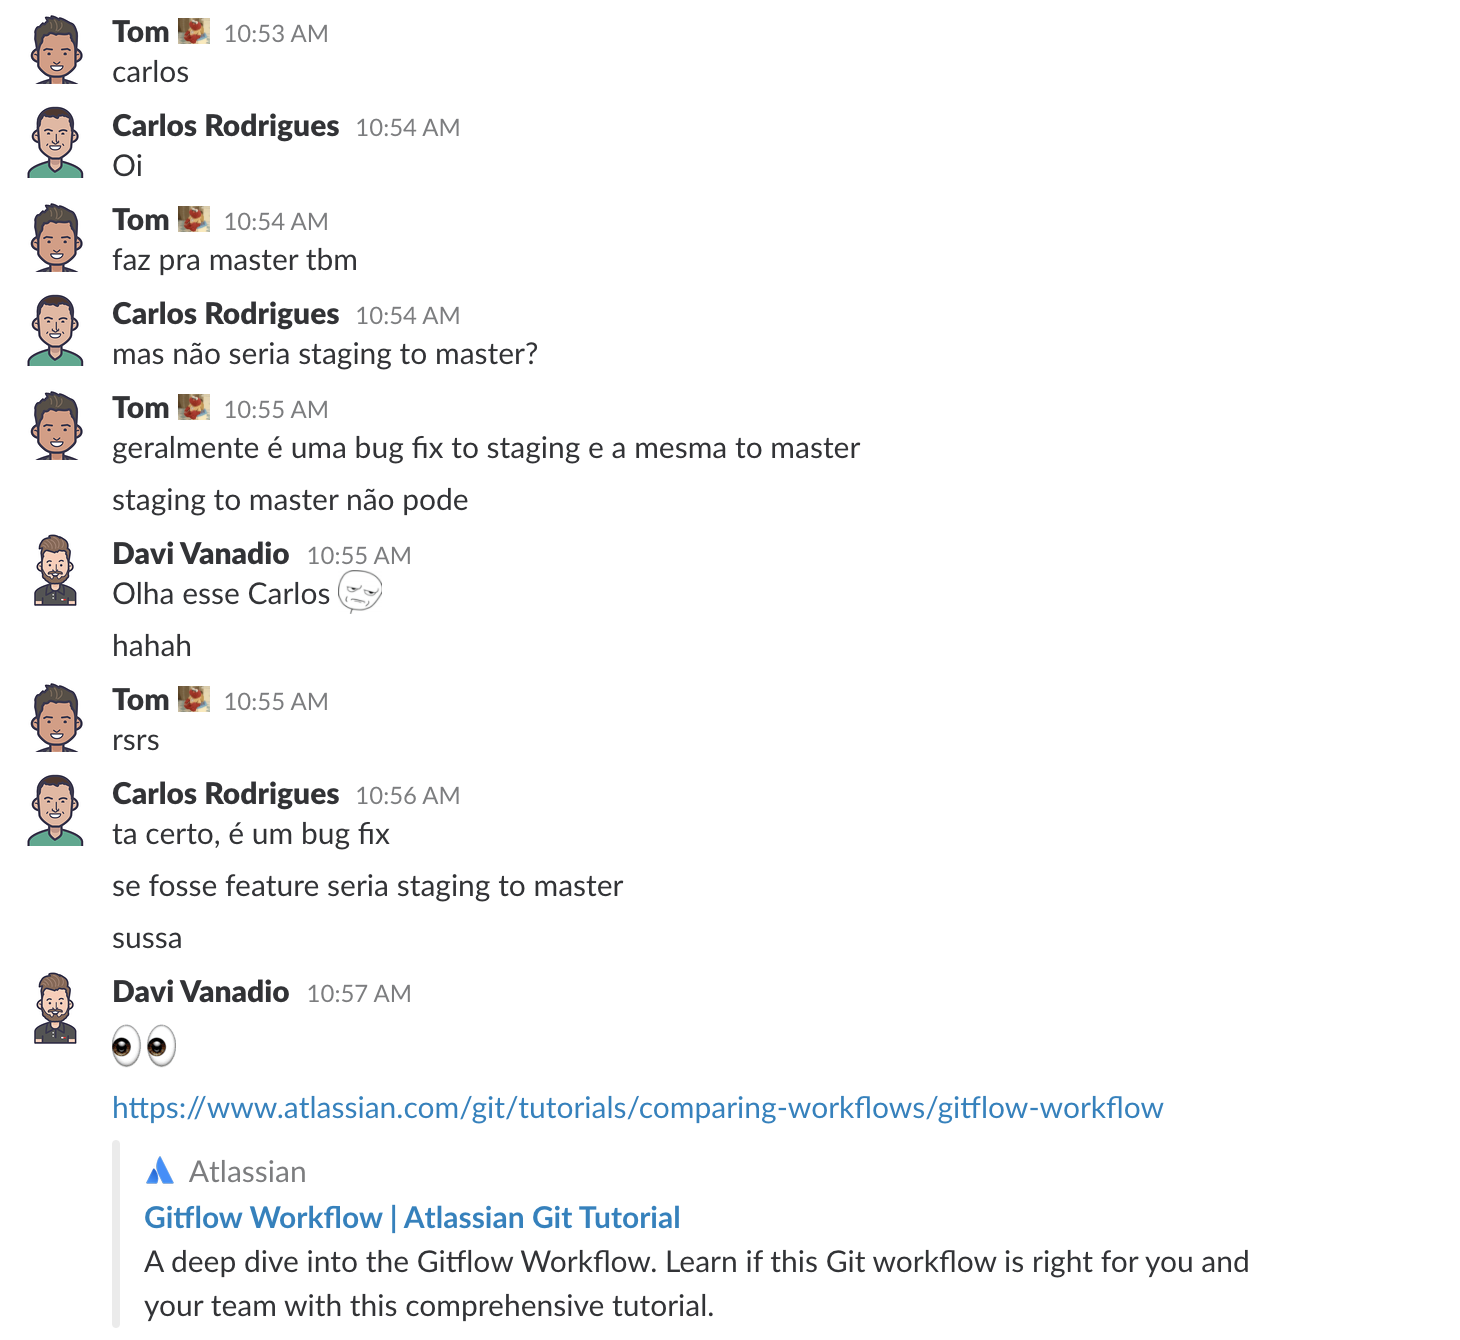 Tom 10:53 AM
carlos
Carlos Rodrigues 10:54 AM
Oi
Tom 10:54 AM
faz pra master tbm
Carlos Rodrigues 10:54 AM
mas não seria staging to master?
Tom 10:55 AM
geralmente é uma bug fix to staging e a mesma to master
staging to master não pode
Davi Vanadio 10:55 AM
Olha esse Carlos
hahah
Tom 10:55 AM
rsrs
Carlos Rodrigues 10:56 AM
ta certo, é um bug fix
se fosse feature seria staging to master
sussa
Davi Vanadio 10:57 AM
👀
https://www.atlassian.com/git/tutorials/comparing-workflows/gitflow-workflow
Atlassian
Gitflow Workflow | Atlassian Git Tutorial
A deep dive into the Gitflow Workflow. Learn if this Git workflow is right for you and
your team with this comprehensive tutorial.